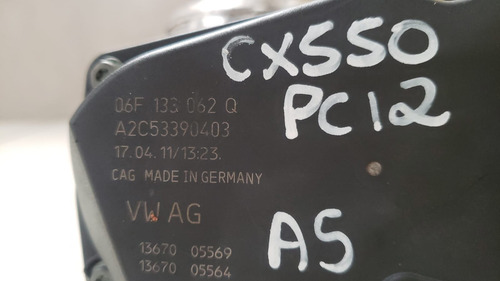 06F 133 062 Q
A2C53390403
17.04.11/13:23.
CAG MADE IN GERMANY
VW AG
13670 05569
13670 05564
CX550
PC12
A5